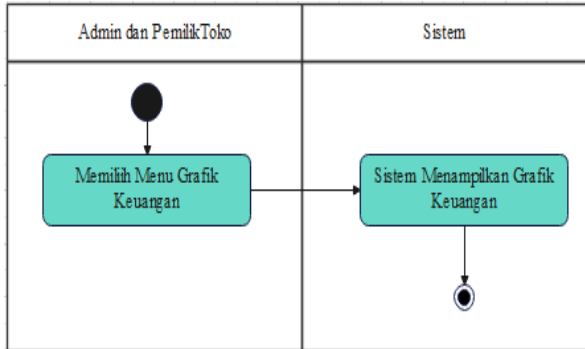 Admin dan PemilikToko
Sistem
Memilih Menu Grafik
Keuangan
Sistem Menampilkan Grafik
Keuangan